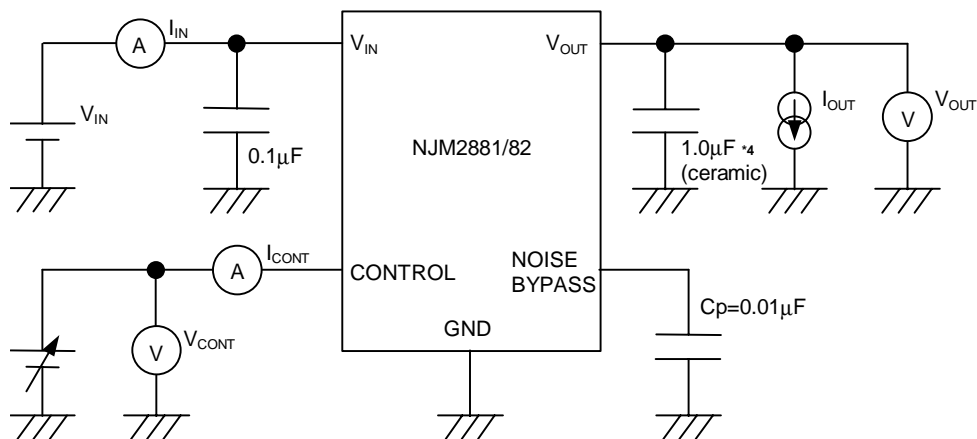 I_IN
A
V_IN
V_IN
0.1µF
NJM2881/82
V_OUT
1.0µF *4
(ceramic)
I_OUT
V_OUT
V
I_CONT
A
CONTROL
V_CONT
V
GND
NOISE
BYPASS
Cp=0.01µF